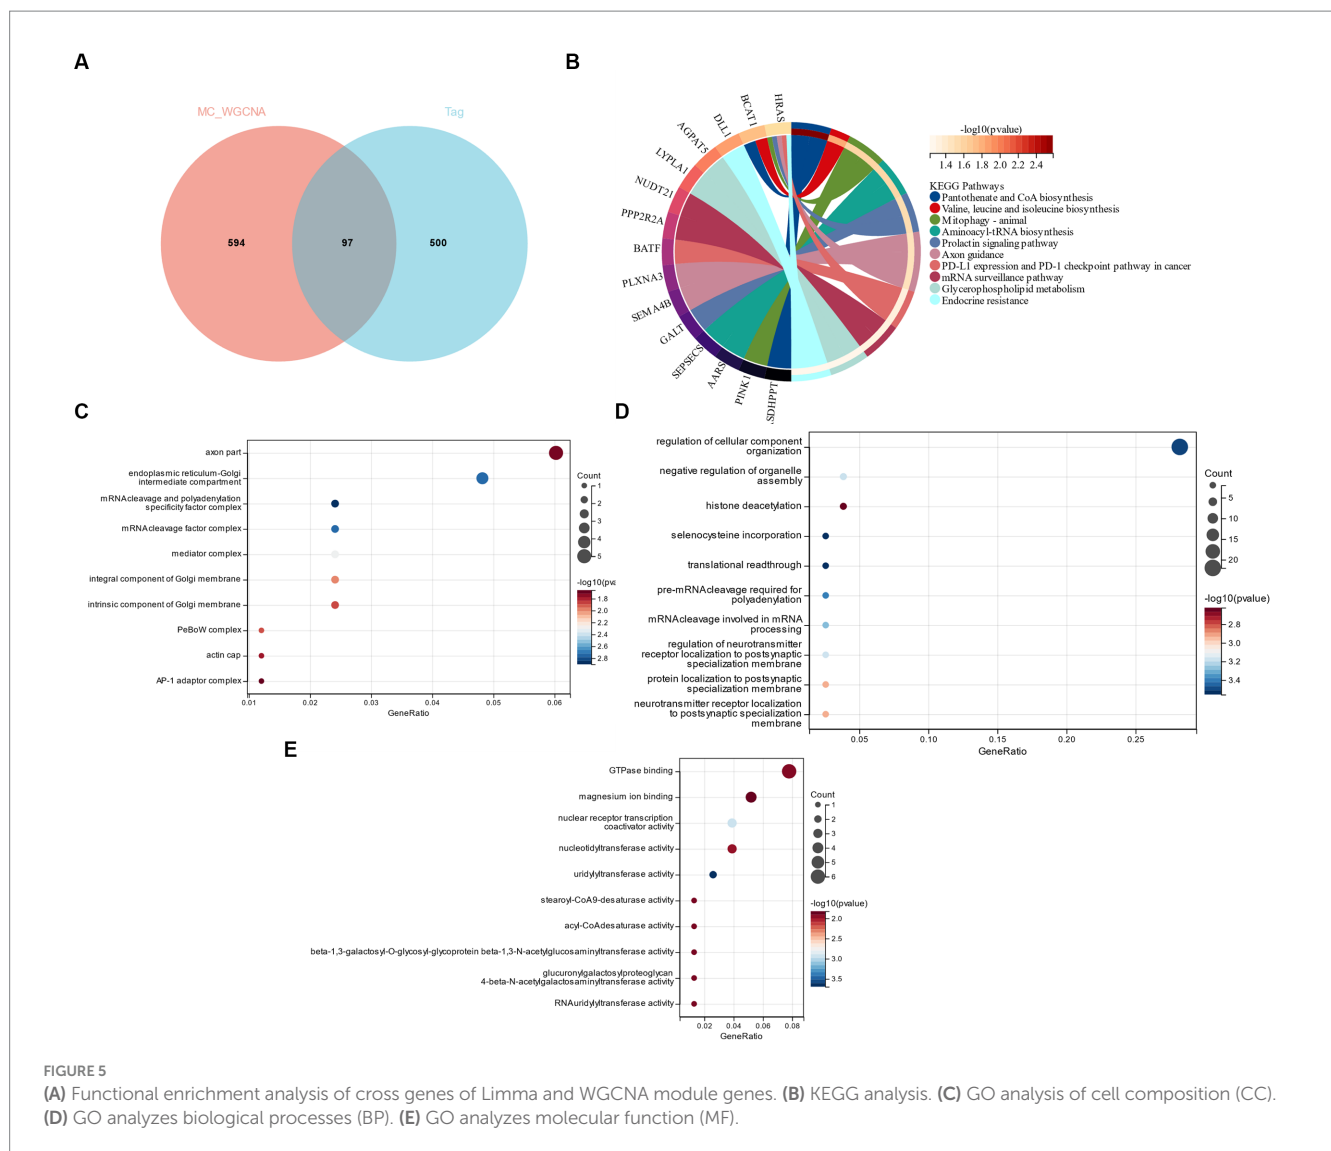 A
MC_WGCNA
Tag
594
97
500
B
HRAS
BCAT1
DLL1
AGPAT5
LYPLA1
NUDT21
PPP2R2A
BATF
PLXNA3
SEMA4B
GALT
SEPSECS
AARS
PINK1
SDHPPT
-log10(pvalue)
1.4 1.6 1.8 2.0 2.2 2.4
KEGG Pathways
Pantothenate and CoA biosynthesis
Valine, leucine and isoleucine biosynthesis
Mitophagy - animal
Aminoacyl-tRNA biosynthesis
Prolactin signaling pathway
Axon guidance
PD-L1 expression and PD-1 checkpoint pathway in cancer
mRNA surveillance pathway
Glycerophospholipid metabolism
Endocrine resistance
C
axon part
endoplasmic reticulum-Golgi
intermediate compartment
mRNAcleavage and polyadenylation
specificity factor complex
mRNAcleavage factor complex
mediator complex
integral component of Golgi membrane
intrinsic component of Golgi membrane
PeBoW complex
actin cap
AP-1 adaptor complex
0.01 0.02 0.03 0.04 0.05 0.06
GeneRatio
Count
1
2
3
4
5
-log10(pv
1.8
2.0
2.2
2.4
2.6
2.8
D
regulation of cellular component
organization
negative regulation of organelle
assembly
histone deacetylation
selenocysteine incorporation
translational readthrough
pre-mRNAcleavage required for
polyadenylation
mRNAcleavage involved in mRNA
processing
regulation of neurotransmitter
receptor localization to postsynaptic
specialization membrane
protein localization to postsynaptic
specialization membrane
neurotransmitter receptor localization
to postsynaptic specialization
membrane
0.05 0.10 0.15 0.20 0.25
GeneRatio
Count
5
10
15
20
-log10(pvalue)
2.8
3.0
3.2
3.4
E
GTPase binding
magnesium ion binding
nuclear receptor transcription
coactivator activity
nucleotidyltransferase activity
uridylyltransferase activity
stearoyl-CoA9-desaturase activity
acyl-CoAdesaturase activity
beta-1,3-galactosyl-O-glycosyl-glycoprotein beta-1,3-N-acetylglucosaminyltransferase activity
glucuronylgalactosylproteoglycan
4-beta-N-acetylgalactosaminyltransferase activity
RNAuridylyltransferase activity
0.02 0.04 0.06 0.08
GeneRatio
Count
1
2
3
4
5
6
-log10(pvalue)
2.0
2.5
3.0
3.5
FIGURE 5
(A) Functional enrichment analysis of cross genes of Limma and WGCNA module genes. (B) KEGG analysis. (C) GO analysis of cell composition (CC).
(D) GO analyzes biological processes (BP). (E) GO analyzes molecular function (MF).